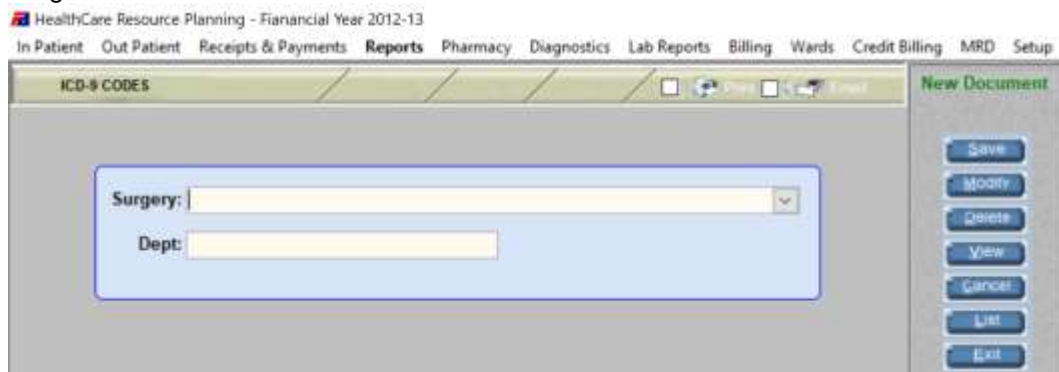 HealthCare Resource Planning - Fianancial Year 2012-13
In Patient Out Patient Receipts & Payments Reports Pharmacy Diagnostics Lab Reports Billing Wards Credit Billing MRD Setup
ICD-9 CODES Print Email New Document
Save
Modify
Surgery:
Delete
Dept:
View
Cancel
List
Exit